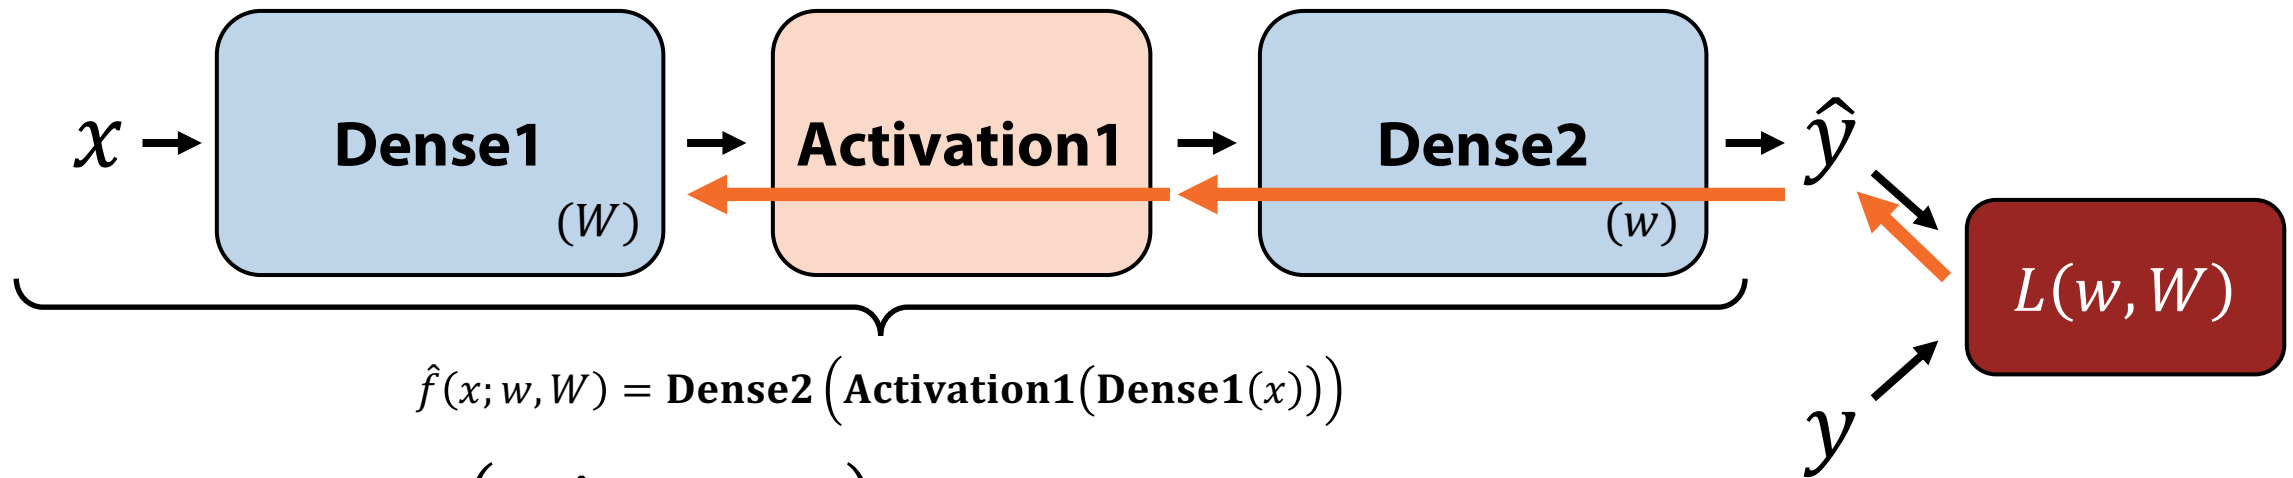 x Dense1 Activation1 Dense2 ŷ
(W) (w)
L(w, W)
f̂(x; w, W) = Dense2(Activation1(Dense1(x)))
y